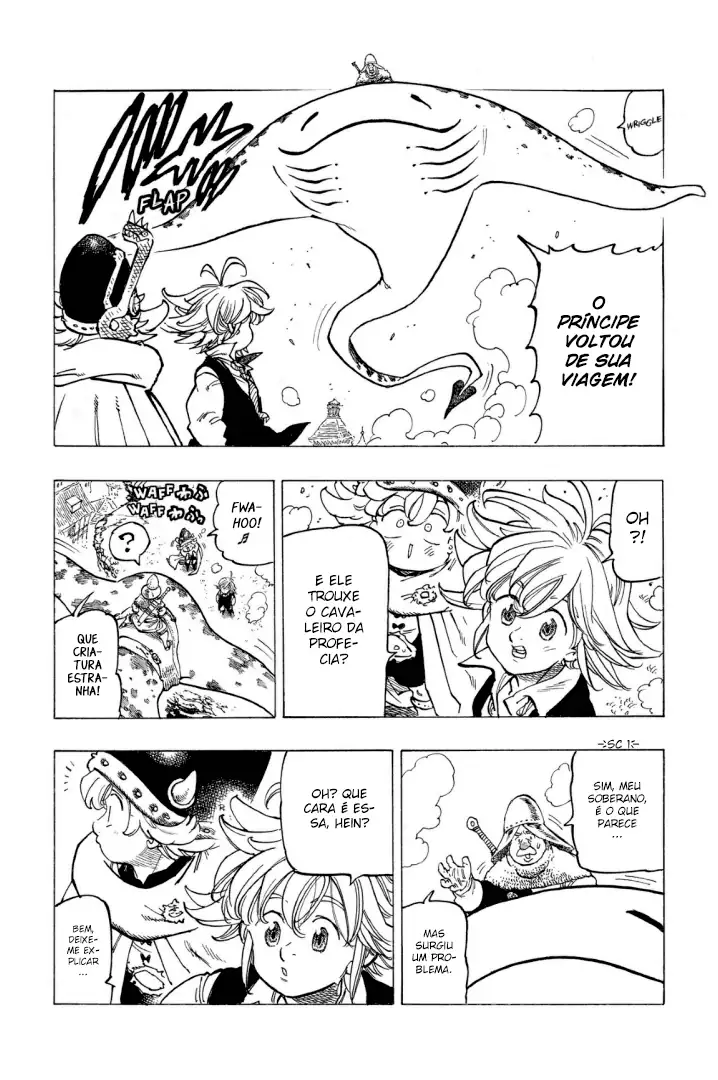 WRIGGLE
FLAP
O
PRÍNCIPE
VOLTOU
DE SUA
VIAGEM!
OH
?!
E ELE
TROUXE
O CAVA-
LEIRO DA
PROFE-
CIA?
WAFF わふ
WAFF わふっ
FWA-
HOO!
♬
?
QUE
CRIA-
TURA
ESTRA-
NHA!
SC 1
SIM, MEU
SOBERANO,
É O QUE
PARECE
...
MAS
SURGIU
UM PRO-
BLEMA.
OH? QUE
CARA É ES-
SA, HEIN?
BEM,
DEIXE-
ME EX-
PLICAR
...